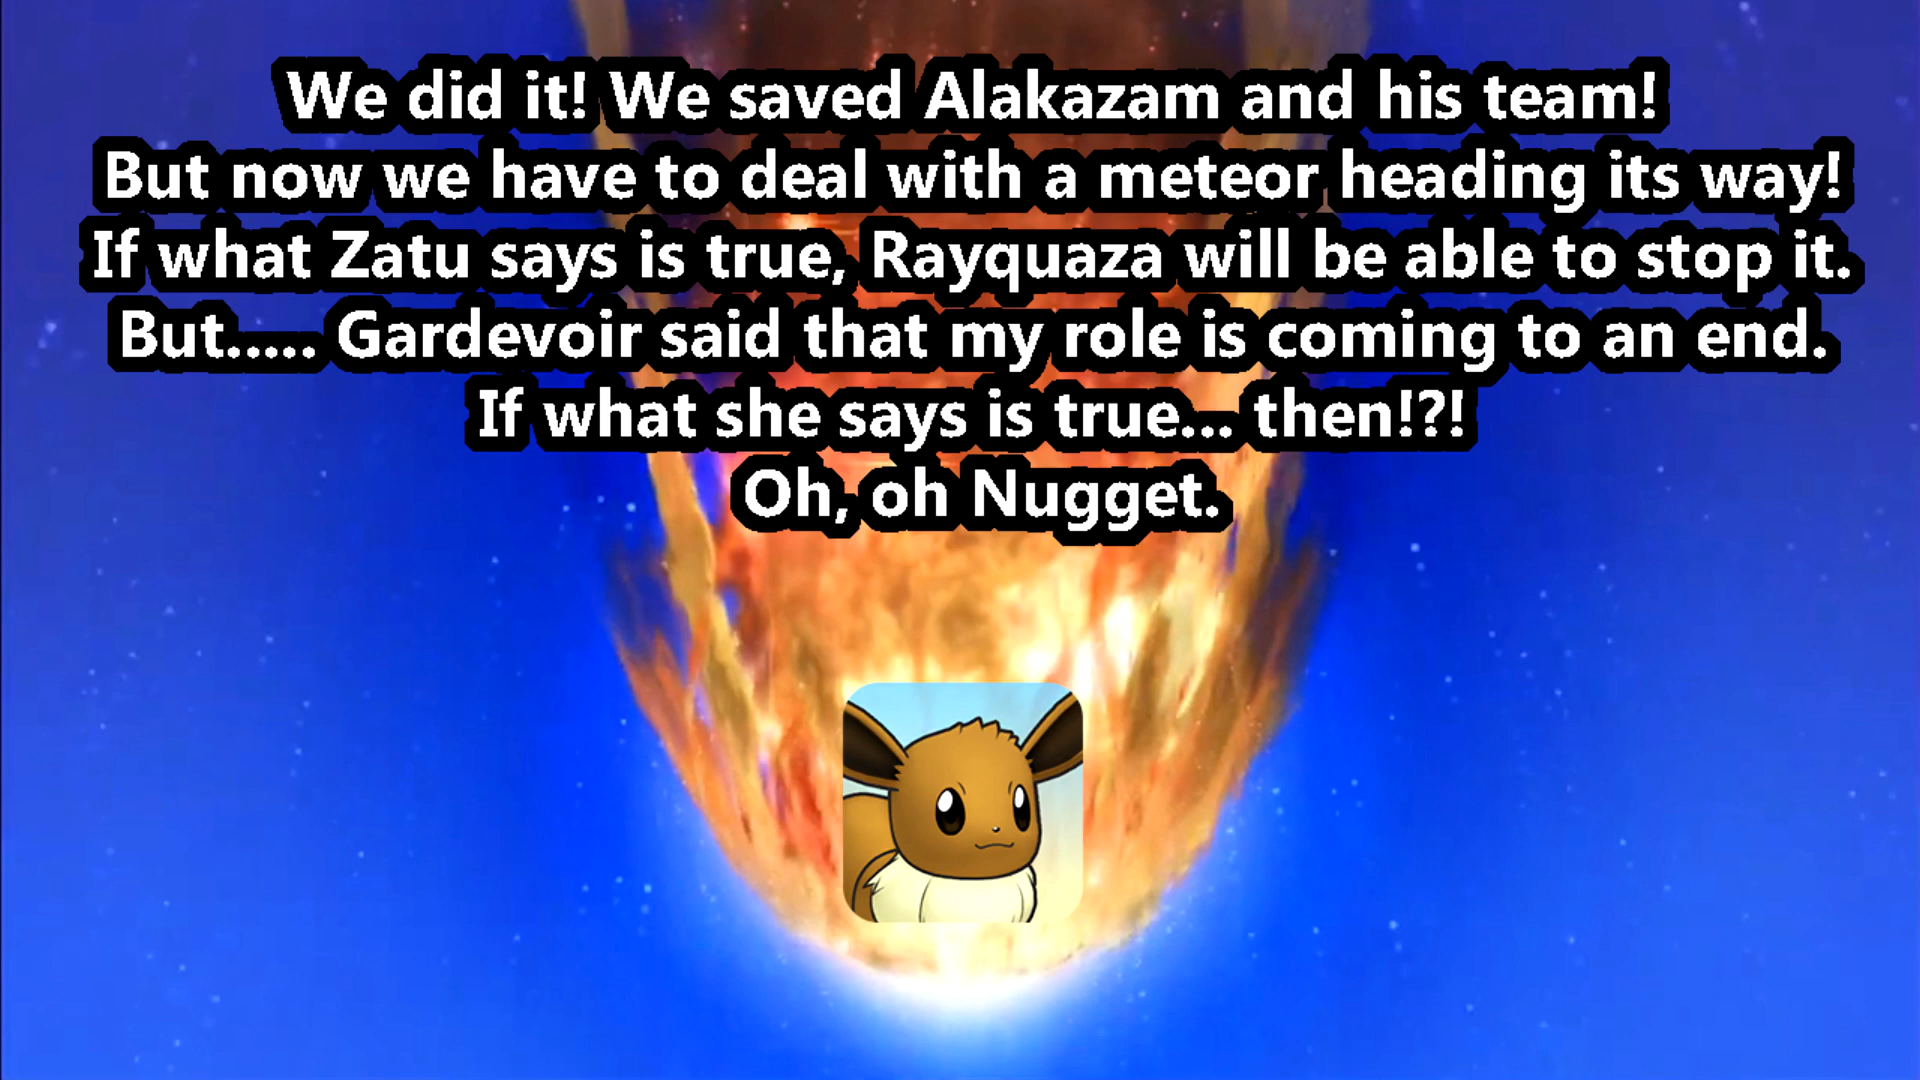 We did it! We saved Alakazam and his team!
But now we have to deal with a meteor heading its way!
If what Zatu says is true, Rayquaza will be able to stop it.
But..... Gardevoir said that my role is coming to an end.
If what she says is true... then!?!
Oh, oh Nugget.